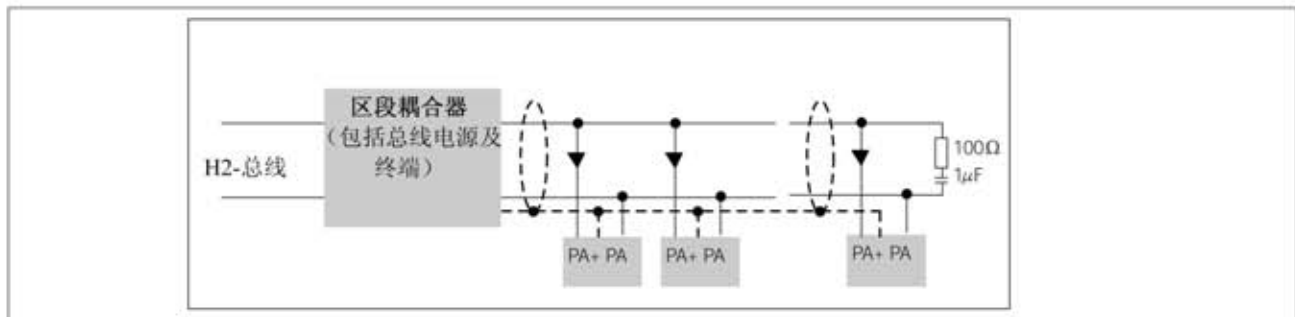 区段耦合器
（包括总线电源及
终端）
H2-总线
100Ω
1μF
PA+ PA
PA+ PA
PA+ PA